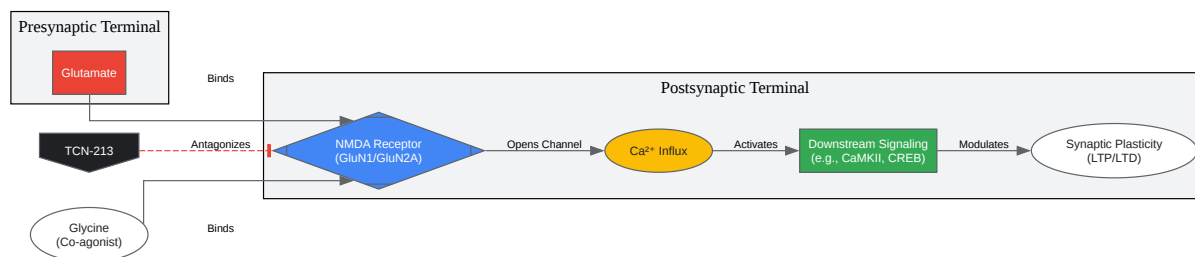 Presynaptic Terminal
Glutamate
Binds
Postsynaptic Terminal
TCN-213
Antagonizes
NMDA Receptor
(GluN1/GluN2A)
Opens Channel
Ca²⁺ Influx
Activates
Downstream Signaling
(e.g., CaMKII, CREB)
Modulates
Synaptic Plasticity
(LTP/LTD)
Glycine
(Co-agonist)
Binds